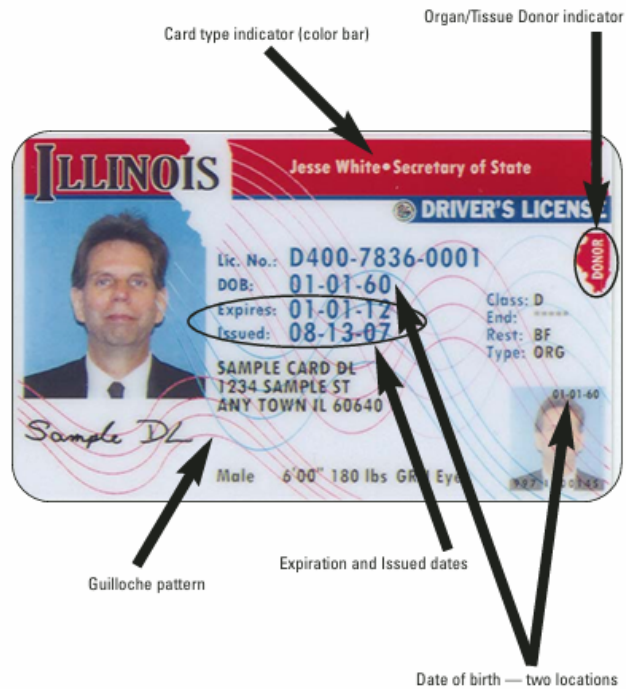 Organ/Tissue Donor indicator
Card type indicator (color bar)
ILLINOIS
Jesse White•Secretary of State
DRIVER'S LICENSE
DONOR
Lic. No.: D400-7836-0001
DOB: 01-01-60
Expires: 01-01-12
Issued: 08-13-07
Class: D
End: *****
Rest: BF
Type: ORG
SAMPLE CARD DL
1234 SAMPLE ST
ANY TOWN IL 60640
01-01-60
Sample DL
Male 6'00" 180 lbs Eye
Expiration and Issued dates
Guilloche pattern
Date of birth — two locations